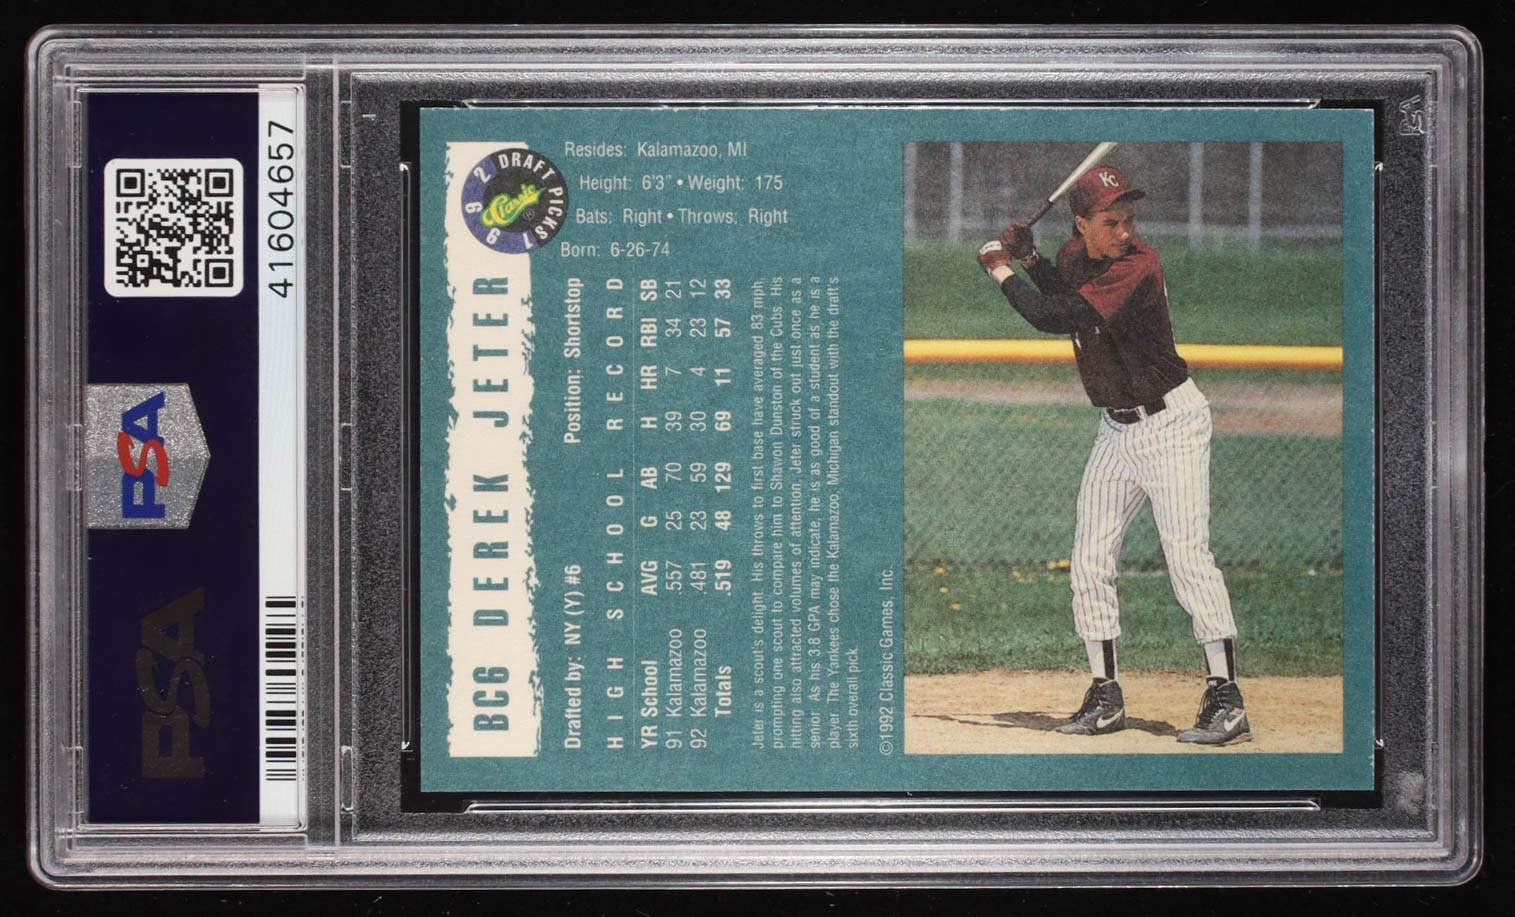 PSA
PSA
41604657
BC6 DEREK JETER
1992 DRAFT PICKS
Classic ®
Drafted by: NY (Y) #6 Position: Shortstop
Resides: Kalamazoo, MI
Height: 6'3" • Weight: 175
Bats: Right • Throws: Right
Born: 6-26-74
HIGH SCHOOL RECORD
YR School AVG G AB H HR RBI SB
91 Kalamazoo .557 25 70 39 7 34 21
92 Kalamazoo .481 23 59 30 4 23 12
Totals .519 48 129 69 11 57 33
Jeter is a scout's delight. His throws to first base have averaged 83 mph,
prompting one scout to compare him to Shawon Dunston of the Cubs. His
hitting also attracted volumes of attention. Jeter struck out just once as a
senior. As his 3.8 GPA may indicate, he is as good of a student as he is a
player. The Yankees chose the Kalamazoo, Michigan standout with the draft's
sixth overall pick.
©1992 Classic Games, Inc.
KC
PSA